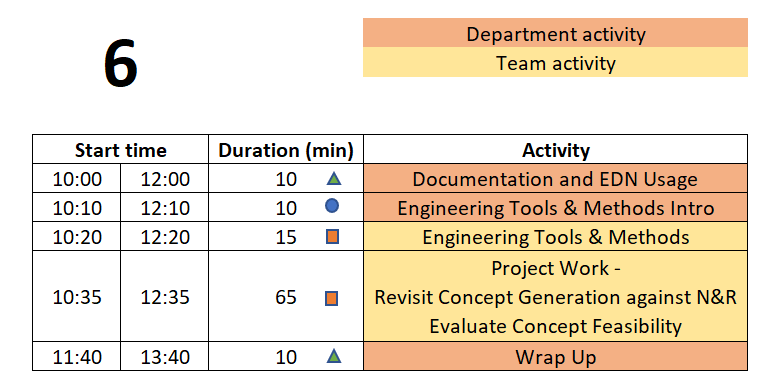 6
Department activity
Team activity
Start time Duration (min) Activity
10:00 12:00 10 Documentation and EDN Usage
10:10 12:10 10 Engineering Tools & Methods Intro
10:20 12:20 15 Engineering Tools & Methods
Project Work -
10:35 12:35 65 Revisit Concept Generation against N&R
Evaluate Concept Feasibility
11:40 13:40 10 Wrap Up